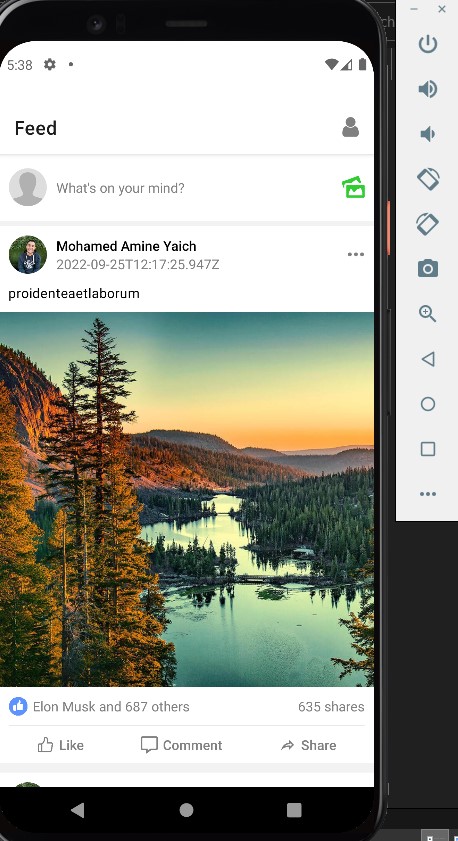 ch
5:38
Feed
What's on your mind?
Mohamed Amine Yaich
2022-09-25T12:17:25.947Z
proidenteaetlaborum
Elon Musk and 687 others
635 shares
Like
Comment
Share